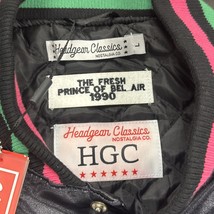 Headgear Classics
NOSTALGIA CO.
L
THE FRESH
PRINCE OF BEL AIR
1990
Headgear Classics
NOSTALGIA CO.
HGC